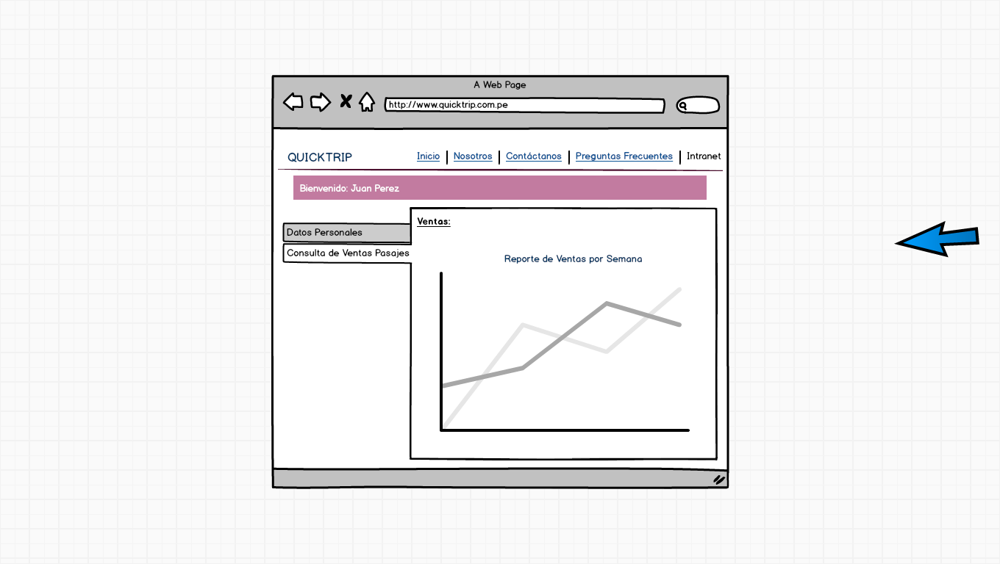 A Web Page
http://www.quicktrip.com.pe
QUICKTRIP
Inicio
Nosotros
Contáctanos
Preguntas Frecuentes
Intranet
Bienvenido: Juan Perez
Datos Personales
Consulta de Ventas Pasajes
Ventas:
Reporte de Ventas por Semana